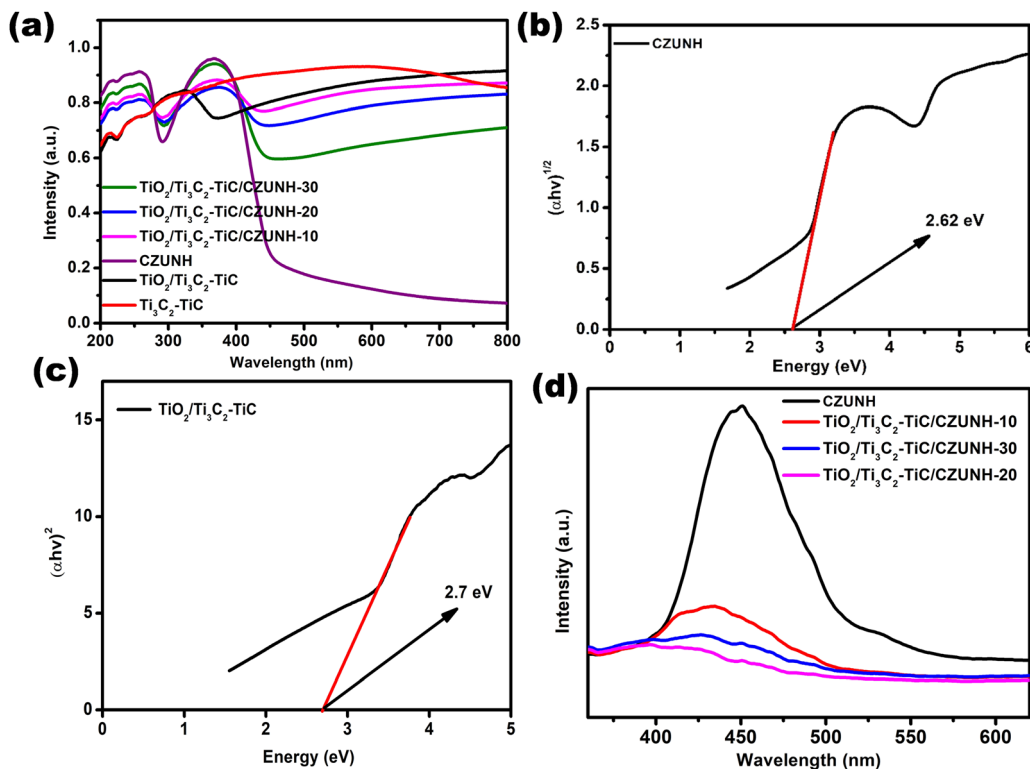 (a)
1.0
0.8
0.6
0.4
0.2
0.0
Intensity (a.u.)
TiO₂/Ti₃C₂-TiC/CZUNH-30
TiO₂/Ti₃C₂-TiC/CZUNH-20
TiO₂/Ti₃C₂-TiC/CZUNH-10
CZUNH
TiO₂/Ti₃C₂-TiC
Ti₃C₂-TiC
200 300 400 500 600 700 800
Wavelength (nm)
(b)
2.5
2.0
1.5
1.0
0.5
0.0
(αhv)¹/²
CZUNH
2.62 eV
0 1 2 3 4 5 6
Energy (eV)
(c)
15
10
5
0
(αhv)²
TiO₂/Ti₃C₂-TiC
2.7 eV
0 1 2 3 4 5
Energy (eV)
(d)
Intensity (a.u.)
CZUNH
TiO₂/Ti₃C₂-TiC/CZUNH-10
TiO₂/Ti₃C₂-TiC/CZUNH-30
TiO₂/Ti₃C₂-TiC/CZUNH-20
400 450 500 550 600
Wavelength (nm)